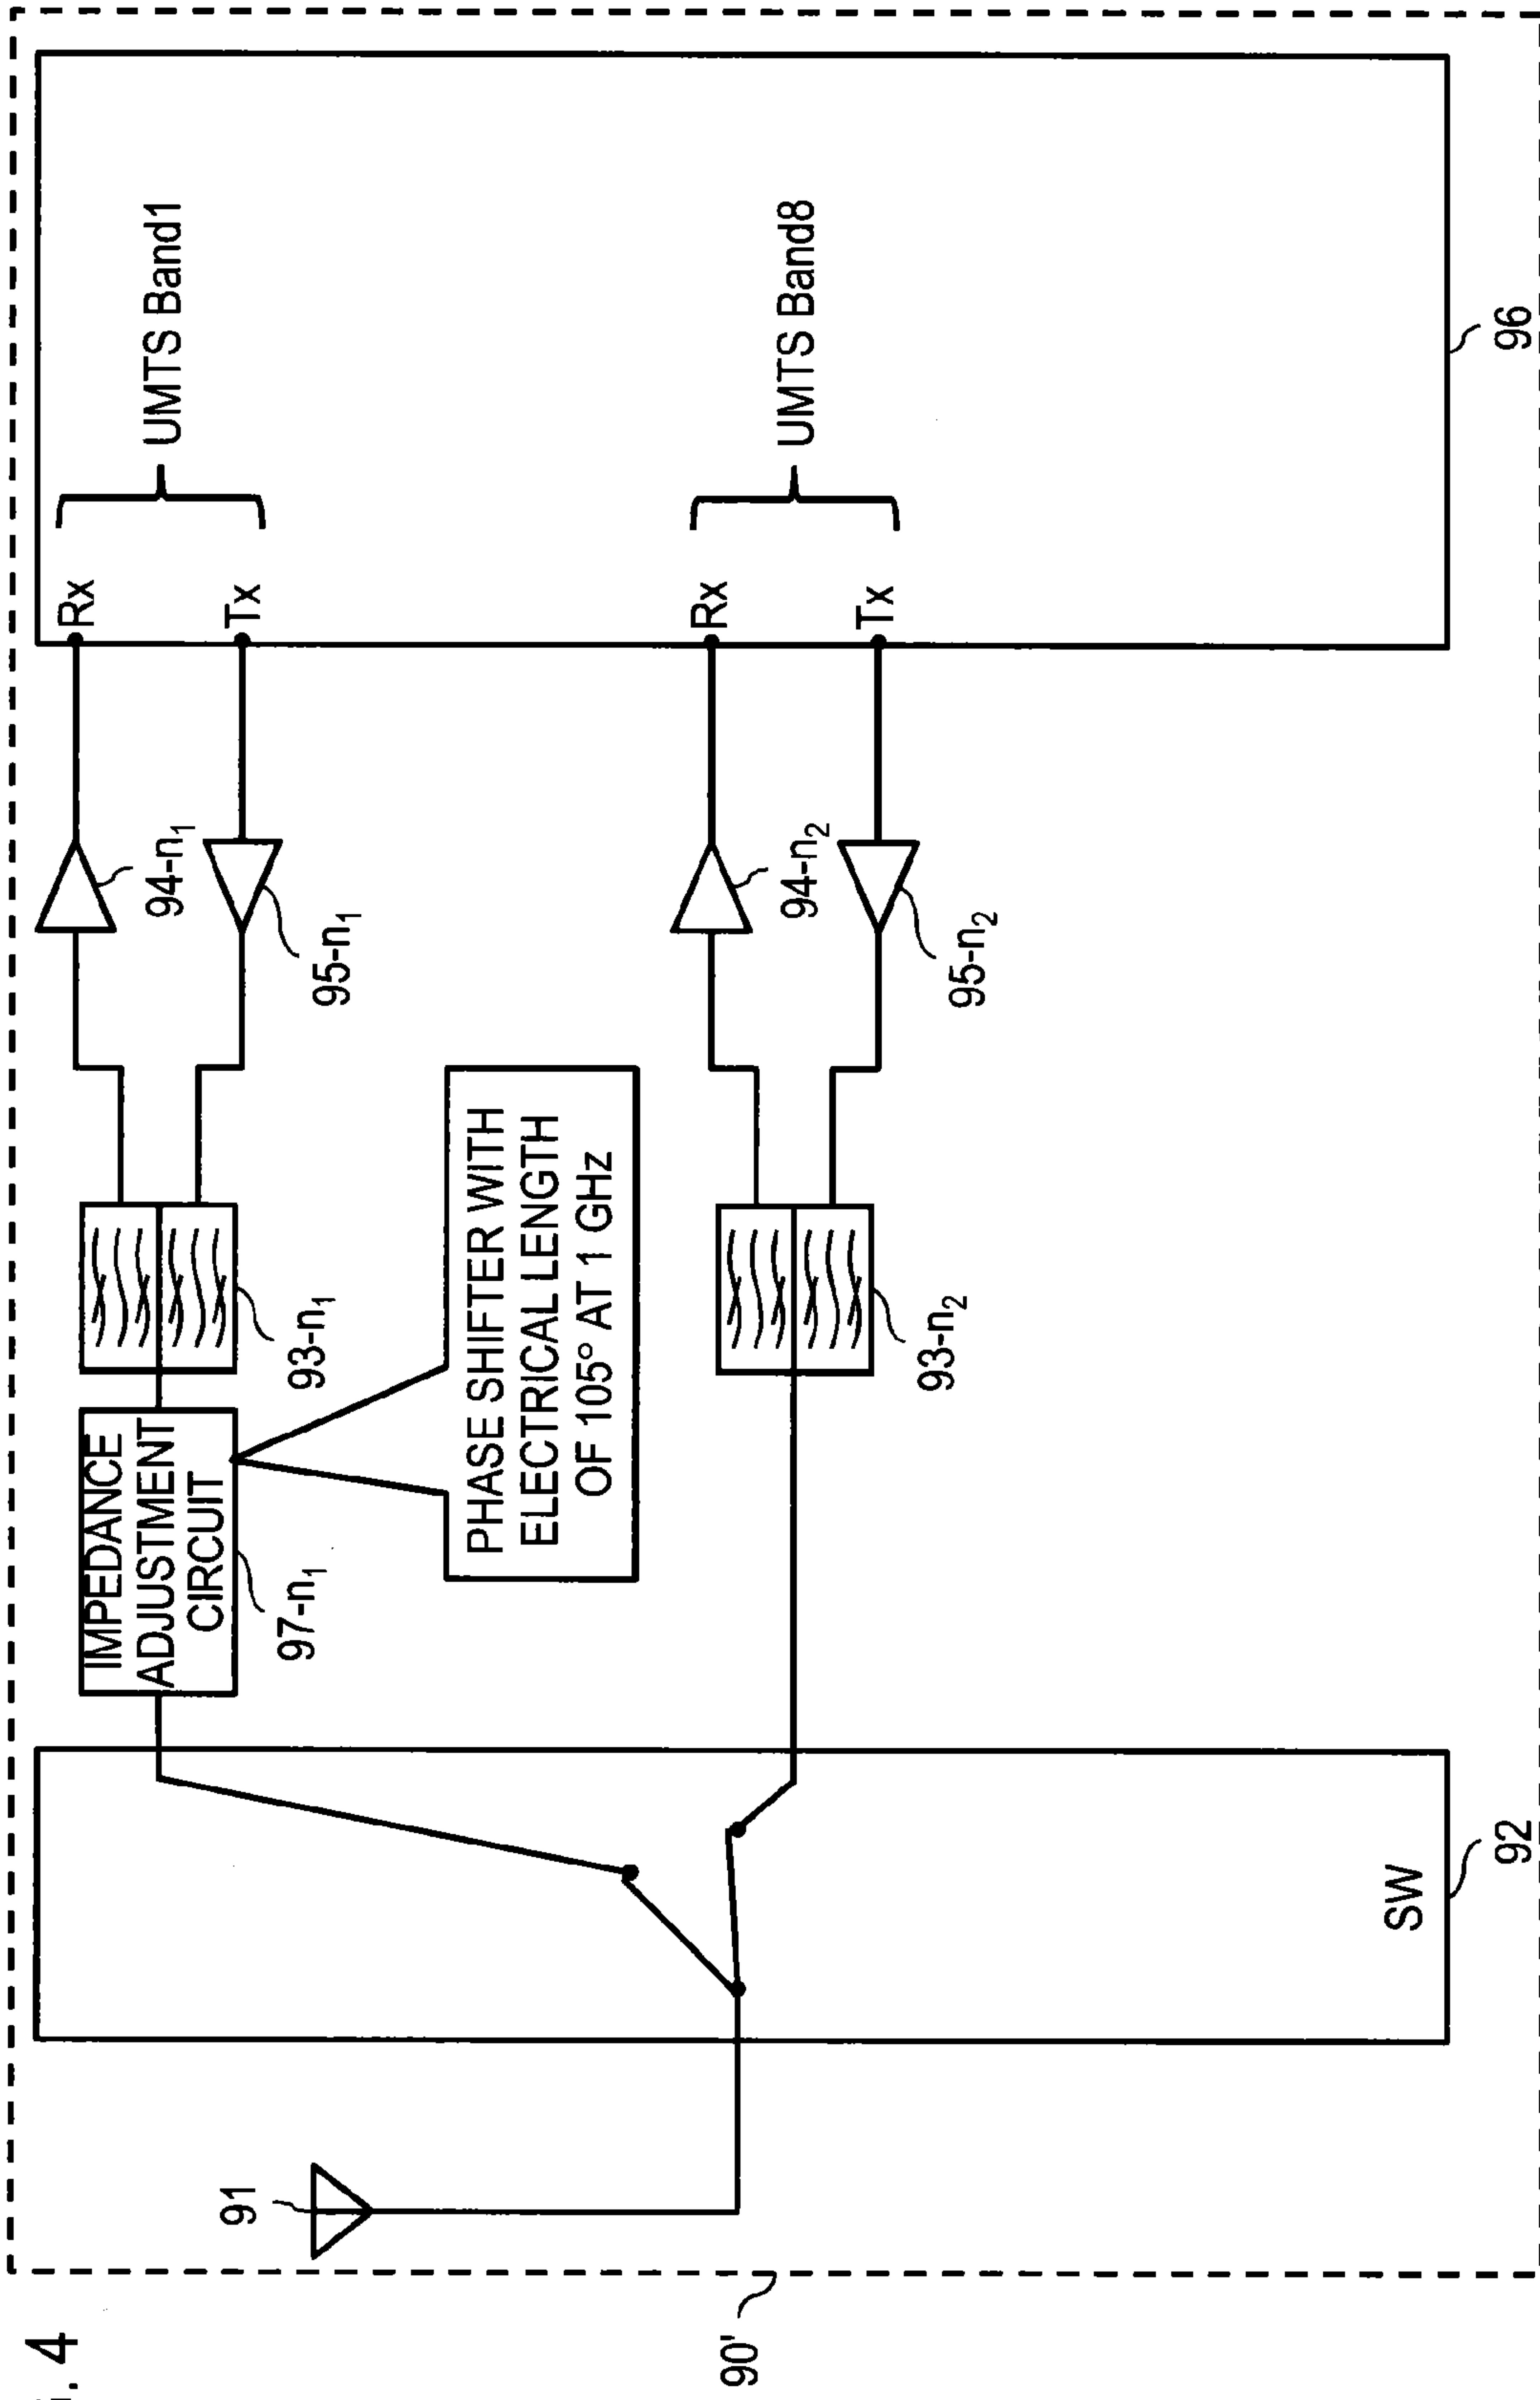 . 4
90'
91
SW
92
IMPEDANCE
ADJUSTMENT
CIRCUIT
97-n1
PHASE SHIFTER WITH
ELECTRICAL LENGTH
OF 105° AT 1 GHz
93-n1
93-n2
94-n1
95-n1
94-n2
95-n2
Rx
Tx
UMTS Band1
Rx
Tx
UMTS Band8
96